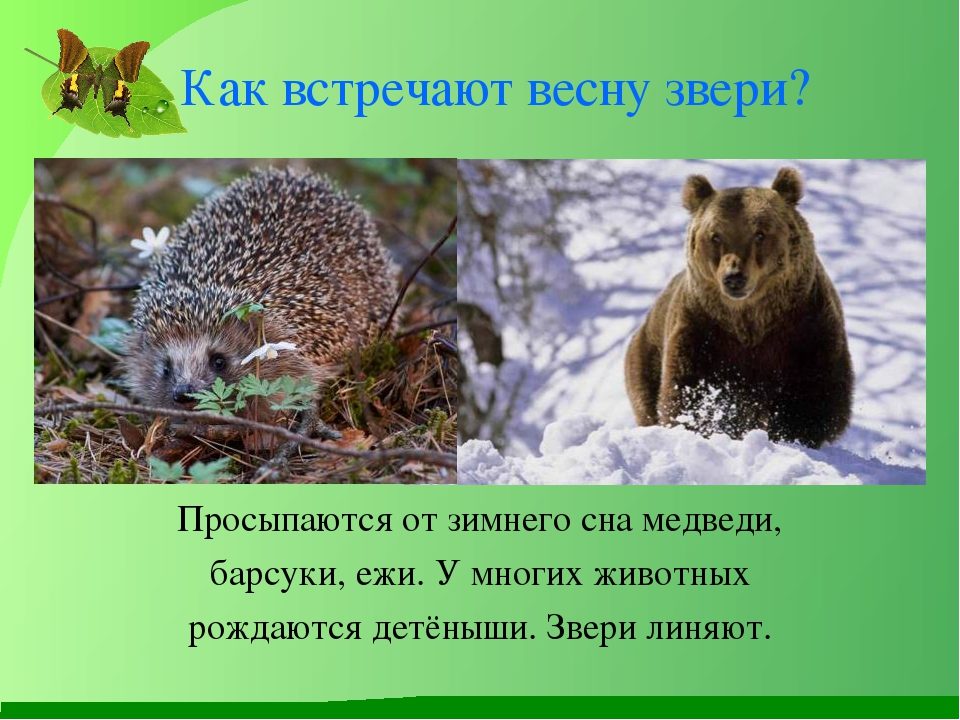 Как встречают весну звери?
Просыпаются от зимнего сна медведи,
барсуки, ежи. У многих животных
рождаются детёныши. Звери линяют.